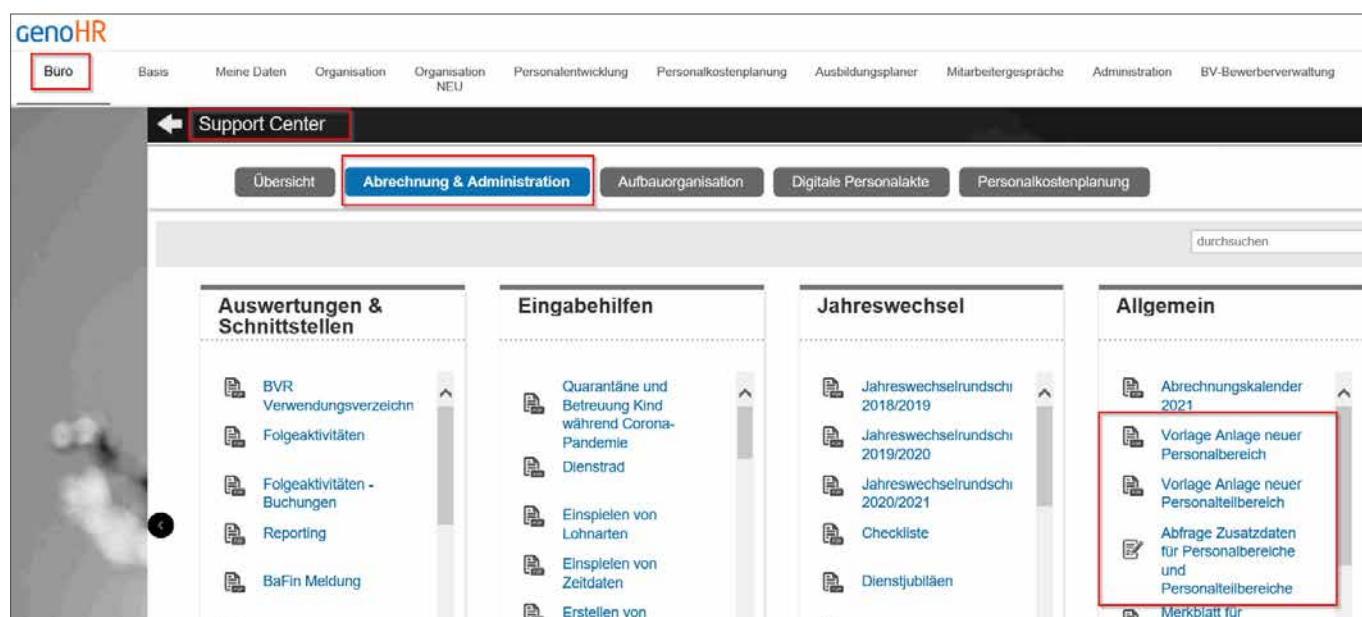 GenoHR
Büro
Basis
Meine Daten
Organisation
Organisation
NEU
Personalentwicklung
Personalkostenplanung
Ausbildungsplaner
Mitarbeitergespräche
Administration
BV-Bewerberverwaltung
Support Center
Übersicht
Abrechnung & Administration
Aufbauorganisation
Digitale Personalakte
Personalkostenplanung
durchsuchen
Auswertungen &
Schnittstellen
BVR
Verwendungsverzeichn
Folgeaktivitäten
Folgeaktivitäten -
Buchungen
Reporting
BaFin Meldung
Eingabehilfen
Quarantäne und
Betreuung Kind
während Corona-
Pandemie
Dienstrad
Einspielen von
Lohnarten
Einspielen von
Zeitdaten
Erstellen von
Jahreswechsel
Jahreswechselrundschr
2018/2019
Jahreswechselrundschr
2019/2020
Jahreswechselrundschr
2020/2021
Checkliste
Dienstjubiläen
Allgemein
Abrechnungskalender
2021
Vorlage Anlage neuer
Personalbereich
Vorlage Anlage neuer
Personalteilbereich
Abfrage Zusatzdaten
für Personalbereiche
und
Personalteilbereiche
Merkblatt für